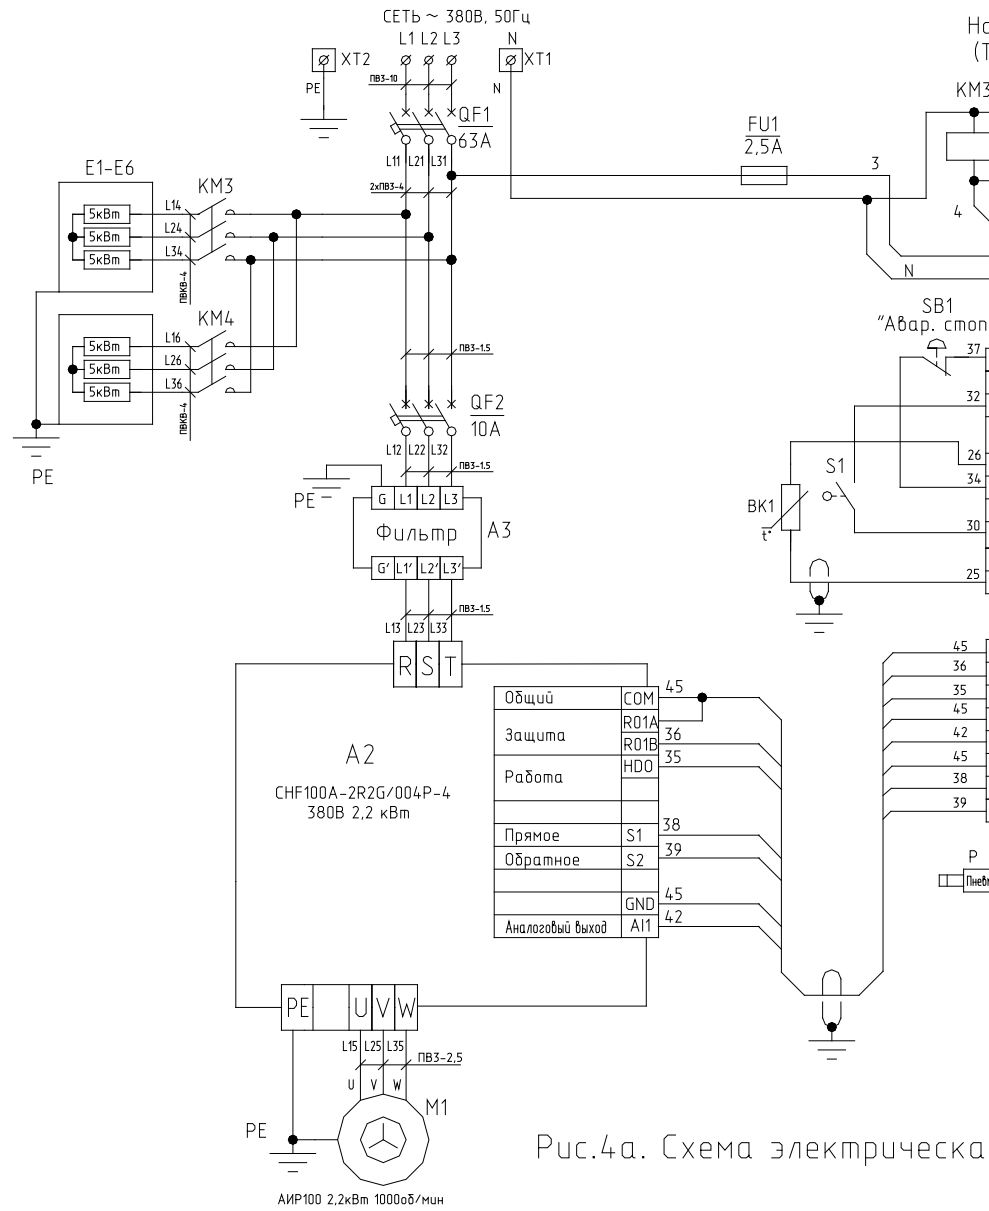 СЕТЬ ~ 380В, 50Гц
L1 L2 L3 N
XT2 XT1
ПВ3-10
PE N
QF1
63А
L11 L21 L31
2хПВ3-4
FU1
2,5А
3
КМ3
4
N
E1-E6
КМ3
5кВт L14
5кВт L24
5кВт L34
ПВКВ-4
КМ4
5кВт L16
5кВт L26
5кВт L36
ПВКВ-4
PE
ПВ3-1.5
QF2
10А
L12 L22 L32
ПВ3-1.5
PE
G L1 L2 L3
Фильтр А3
G' L1' L2' L3'
ПВ3-1.5
L13 L23 L33
R S T
SB1
"Авар. стоп
37
32
26
34
30
25
S1
BK1
t°
А2
CHF100A-2R2G/004P-4
380В 2,2 кВт
Общий COM 45
R01A
Защита
R01B 36
HDO 35
Работа
Прямое S1 38
Обратное S2 39
GND 45
Аналоговый выход AI1 42
45
36
35
45
42
45
38
39
P
PE U V W
L15 L25 L35
ПВ3-2,5
U V W
М1
PE
АИР100 2,2кВт 1000об/мин
Рис.4а. Схема электрическа